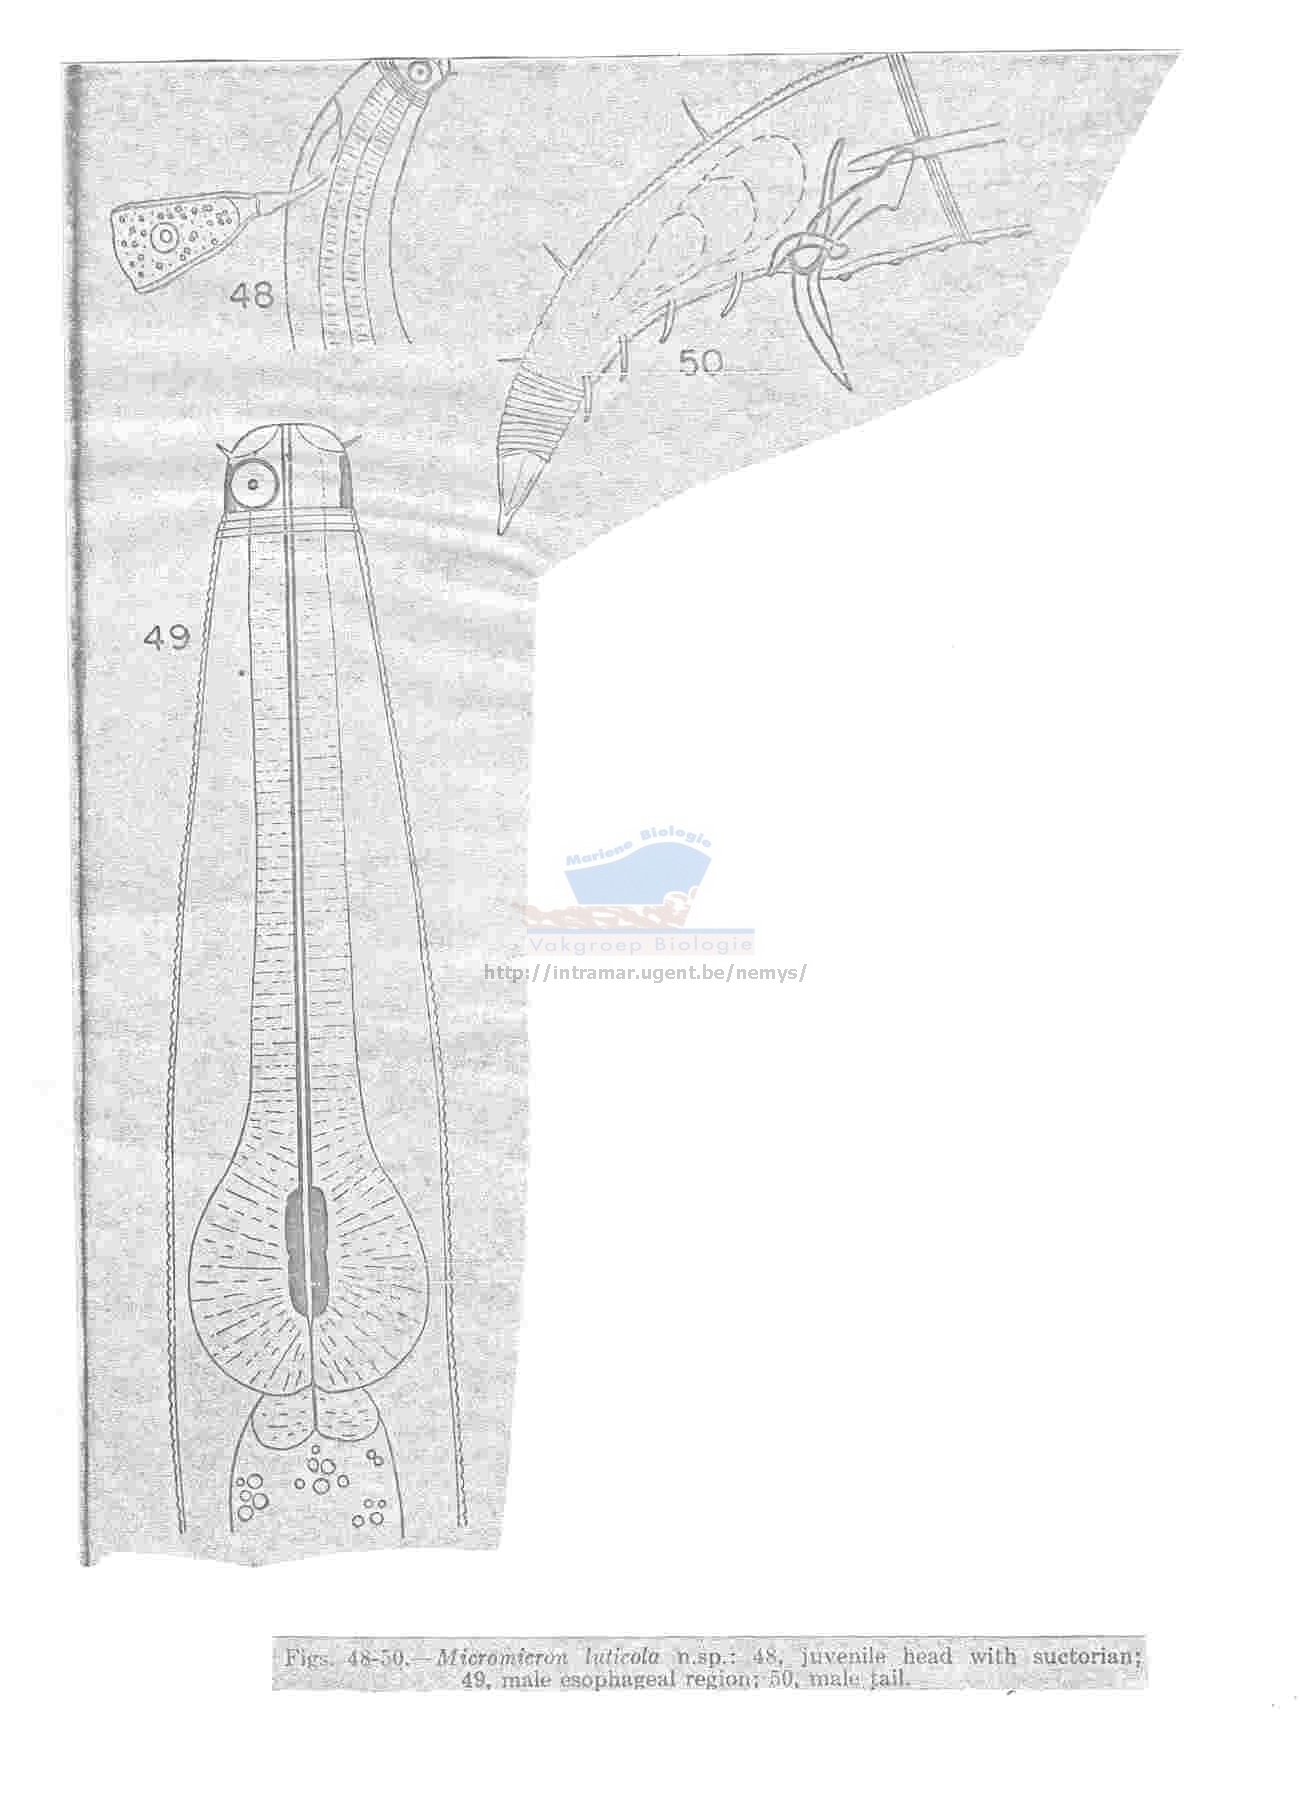 48
50
49
Mariene Biologie
Vakgroep Biologie
http://intramar.ugent.be/nemys/
Figs. 48-50.—Micromicron luticola n.sp.: 48, juvenile head with suctorian;
49, male esophageal region; 50, male tail.